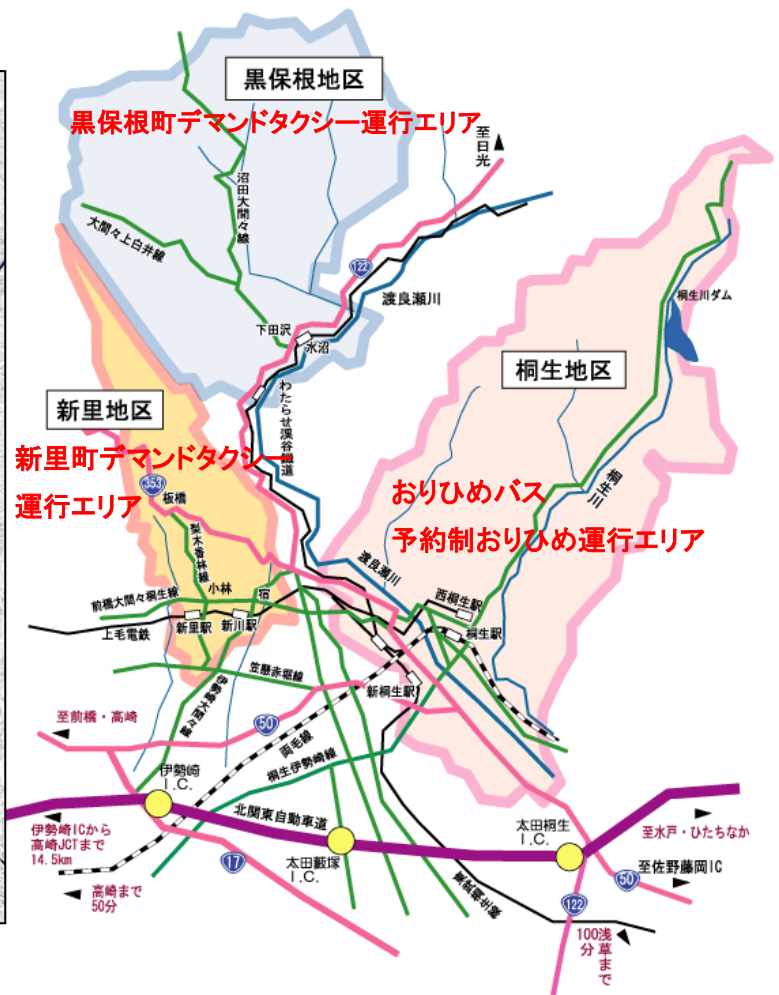 黒保根地区
黒保根町デマンドタクシー運行エリア
至日光
沼田大間々線
大間々上白井線
122
渡良瀬川
桐生川ダム
下田沢
水沼
桐生地区
わたらせ渓谷鐵道
新里地区
新里町デマンドタクシー
運行エリア
353
板橋
おりひめバス
予約制おりひめ運行エリア
桐生川
梨木香林線
渡良瀬川
小林
宿
前橋大間々桐生線
西桐生駅
上毛電鉄
新里駅
新川駅
桐生駅
笠懸赤堀線
新桐生駅
伊勢崎大間々線
至前橋・高崎
50
両毛線
桐生伊勢崎線
伊勢崎
I.C.
北関東自動車道
伊勢崎ICから
高崎JCTまで
14.5km
太田桐生
I.C.
至水戸・ひたちなか
17
太田藪塚
I.C.
至佐野藤岡IC
50
高崎まで
50分
122
浅草まで
100分